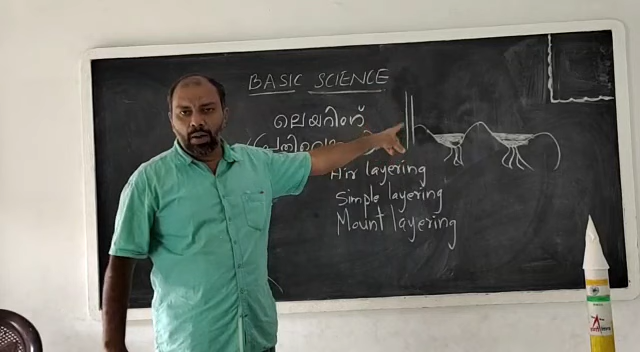 BASIC SCIENCE
ലെയറിങ്
Air layering
Simple layering
Mount layering